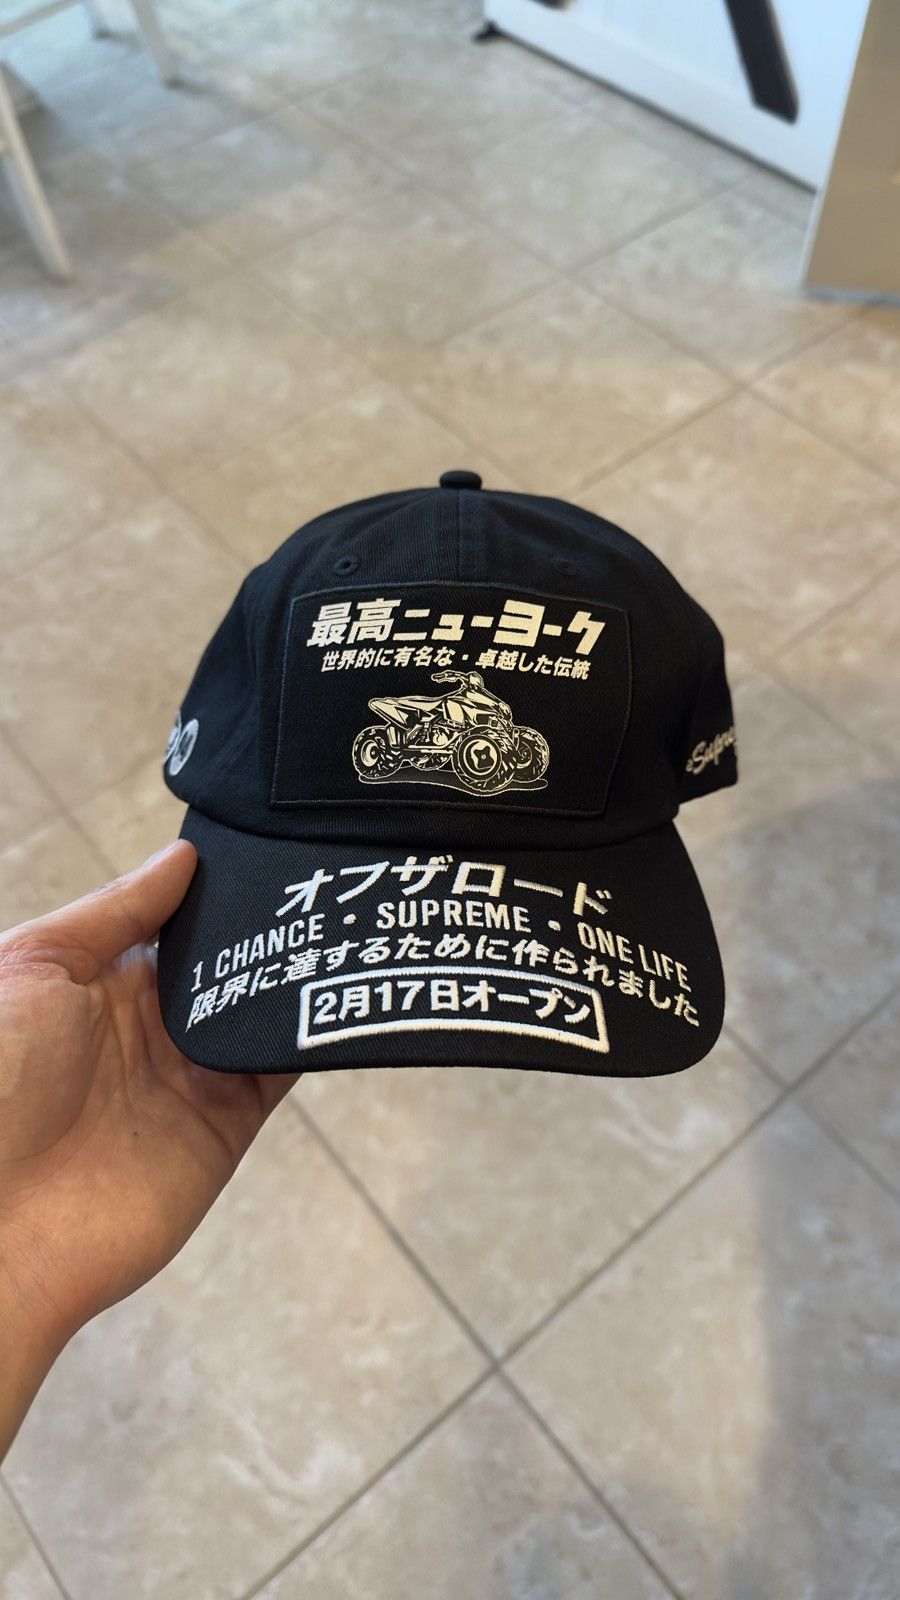 最高ニューヨーク
世界的に有名な・卓越した伝統
オフザロード
1 CHANCE • SUPREME • ONE LIFE
限界に達するために作られました
2月17日オープン